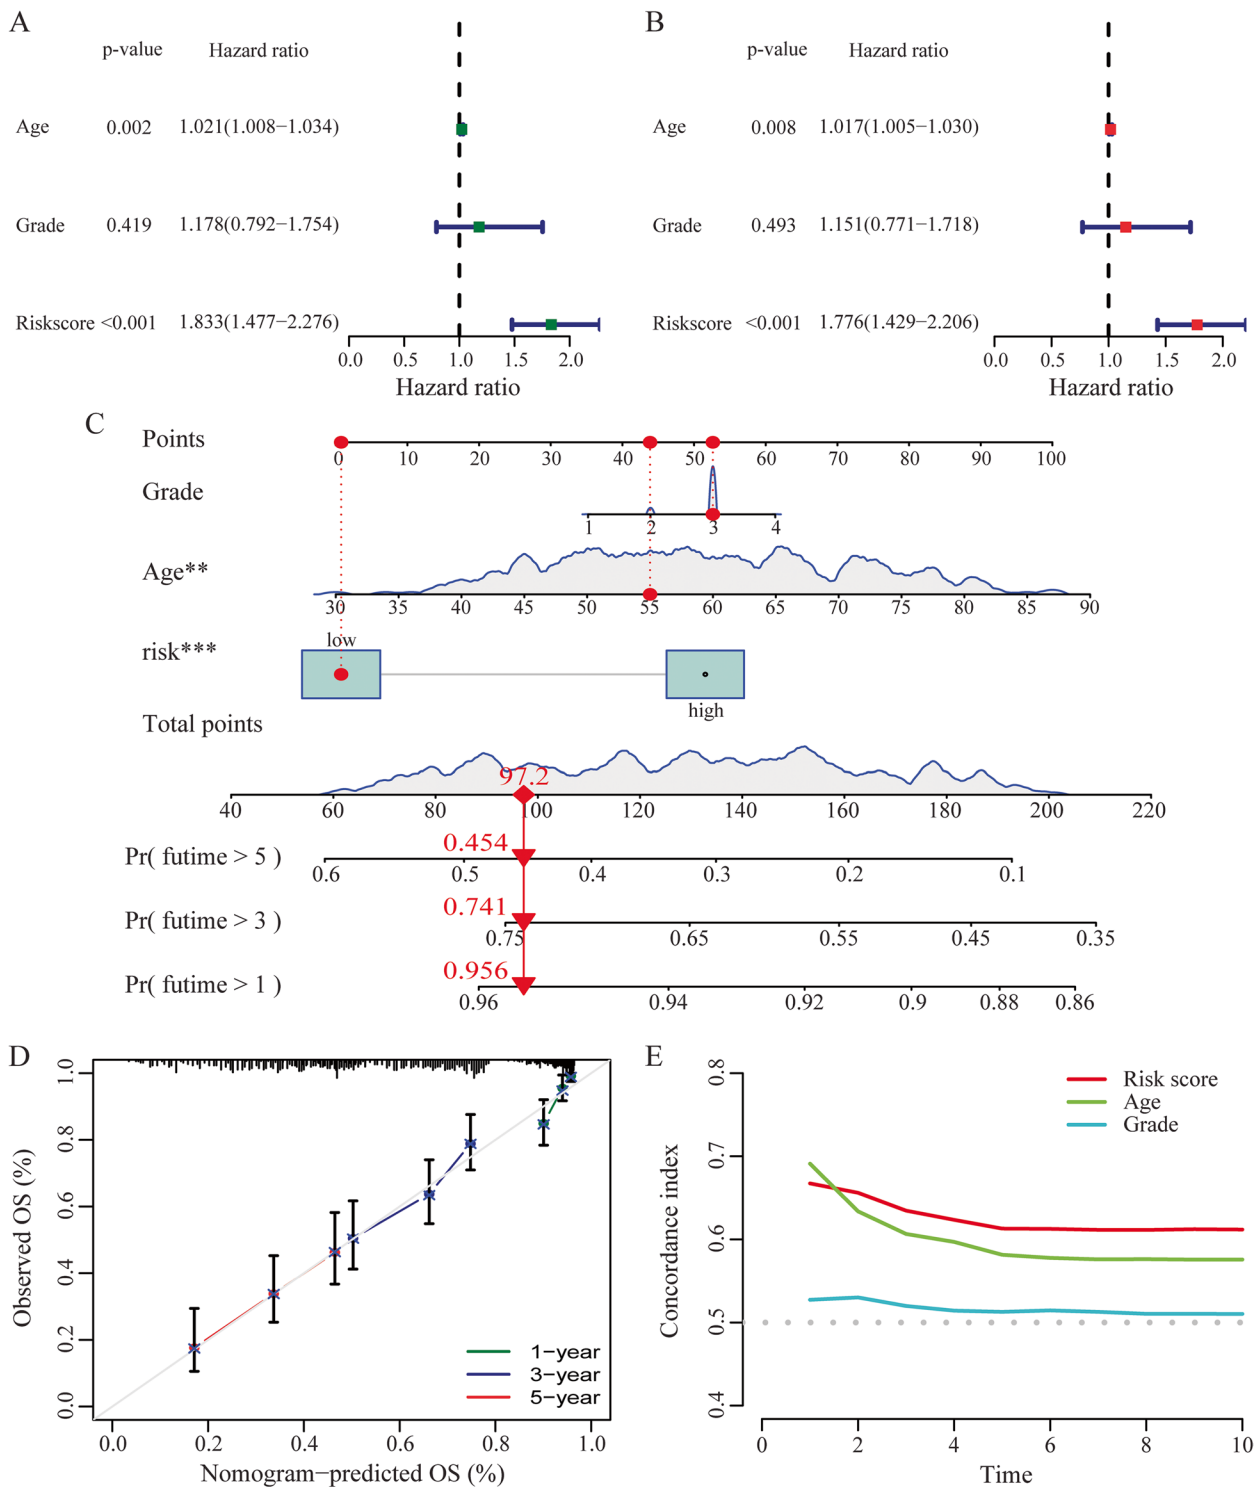 A
p-value Hazard ratio
Age 0.002 1.021(1.008−1.034)
Grade 0.419 1.178(0.792−1.754)
Riskscore <0.001 1.833(1.477−2.276)
0.0 0.5 1.0 1.5 2.0
Hazard ratio
B
p-value Hazard ratio
Age 0.008 1.017(1.005−1.030)
Grade 0.493 1.151(0.771−1.718)
Riskscore <0.001 1.776(1.429−2.206)
0.0 0.5 1.0 1.5 2.0
Hazard ratio
C
Points
0 10 20 30 40 50 60 70 80 90 100
Grade
1 2 3 4
Age**
30 35 40 45 50 55 60 65 70 75 80 85 90
risk***
low
high
Total points
97.2
40 60 80 100 120 140 160 180 200 220
0.454
Pr( futime > 5 )
0.6 0.5 0.4 0.3 0.2 0.1
0.741
Pr( futime > 3 )
0.75 0.65 0.55 0.45 0.35
0.956
Pr( futime > 1 )
0.96 0.94 0.92 0.9 0.88 0.86
D
Observed OS (%)
1.0
0.8
0.6
0.4
0.2
0.0
1−year
3−year
5−year
0.0 0.2 0.4 0.6 0.8 1.0
Nomogram−predicted OS (%)
E
Concordance index
0.8
0.7
0.6
0.5
0.4
Risk score
Age
Grade
0 2 4 6 8 10
Time